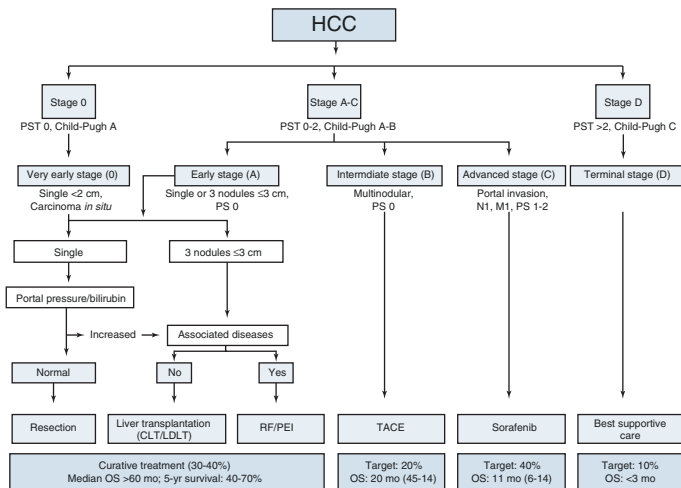 HCC
Stage 0
Stage A-C
Stage D
PST 0, Child-Pugh A
PST 0-2, Child-Pugh A-B
PST >2, Child-Pugh C
Very early stage (0)
Early stage (A)
Intermdiate stage (B)
Advanced stage (C)
Terminal stage (D)
Single <2 cm,
Carcinoma in situ
Single or 3 nodules ≤3 cm,
PS 0
Multinodular,
PS 0
Portal invasion,
N1, M1, PS 1-2
Single
3 nodules ≤3 cm
Portal pressure/bilirubin
Increased
Associated diseases
Normal
No
Yes
Resection
Liver transplantation
(CLT/LDLT)
RF/PEI
TACE
Sorafenib
Best supportive
care
Curative treatment (30-40%)
Median OS >60 mo; 5-yr survival: 40-70%
Target: 20%
OS: 20 mo (45-14)
Target: 40%
OS: 11 mo (6-14)
Target: 10%
OS: <3 mo